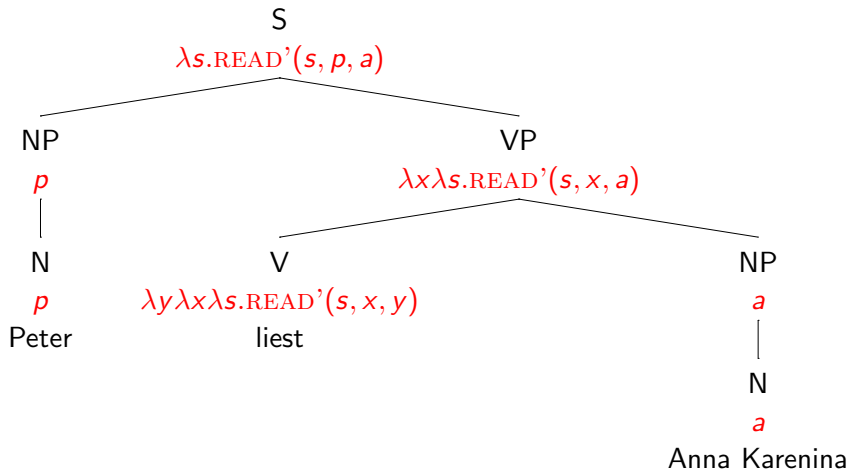 S
λs.READ’(s, p, a)
NP VP
p λxλs.READ’(s, x, a)
N V NP
p λyλxλs.READ’(s, x, y) a
Peter liest
N
a
Anna Karenina